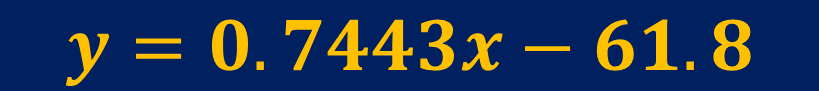 y = 0.7443x − 61.8